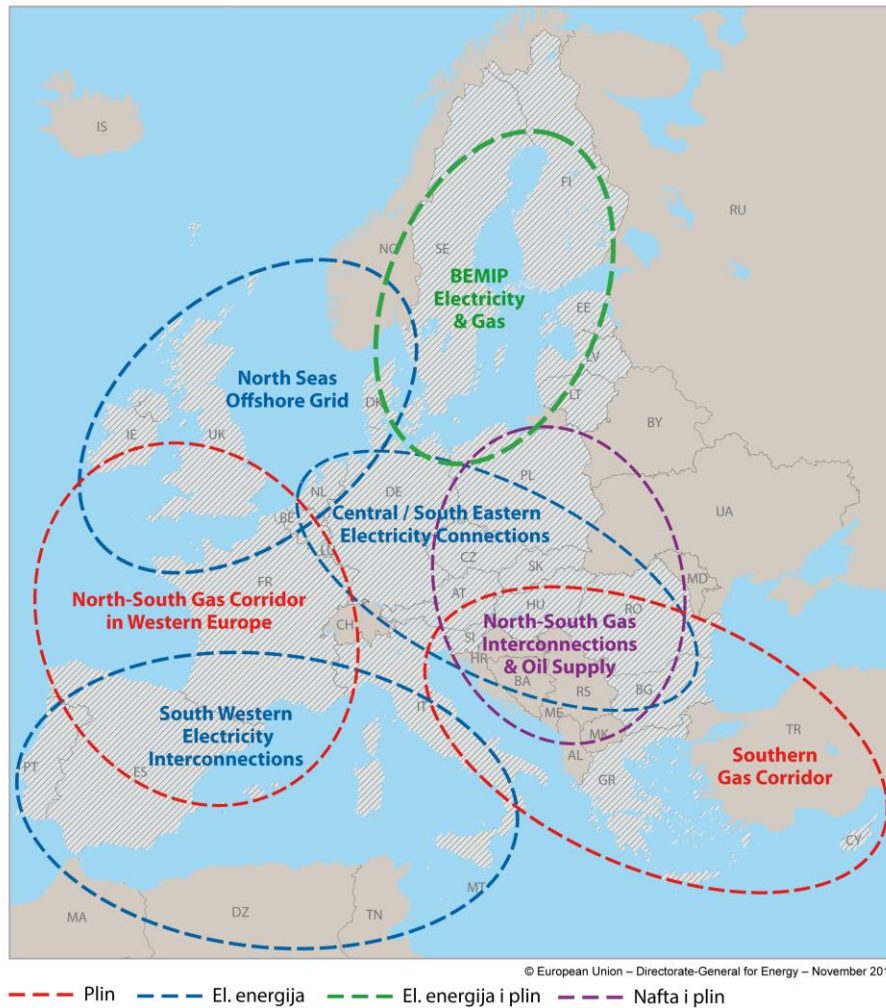 IS
FI
RU
NO
SE
BEMIP
Electricity
& Gas
EE
LV
North Seas
Offshore Grid
DK
LT
BY
IE
UK
PL
NL
DE
BE
Central / South Eastern
Electricity Connections
UA
LU
CZ
SK
FR
MD
AT
HU
RO
North-South Gas Corridor
in Western Europe
CH
North-South Gas
Interconnections
& Oil Supply
SI
HR
BA
RS
BG
IT
ME
South Western
Electricity
Interconnections
MK
TR
AL
Southern
Gas Corridor
PT
ES
GR
CY
MT
MA
DZ
TN
© European Union – Directorate-General for Energy – November 201
Plin
El. energija
El. energija i plin
Nafta i plin